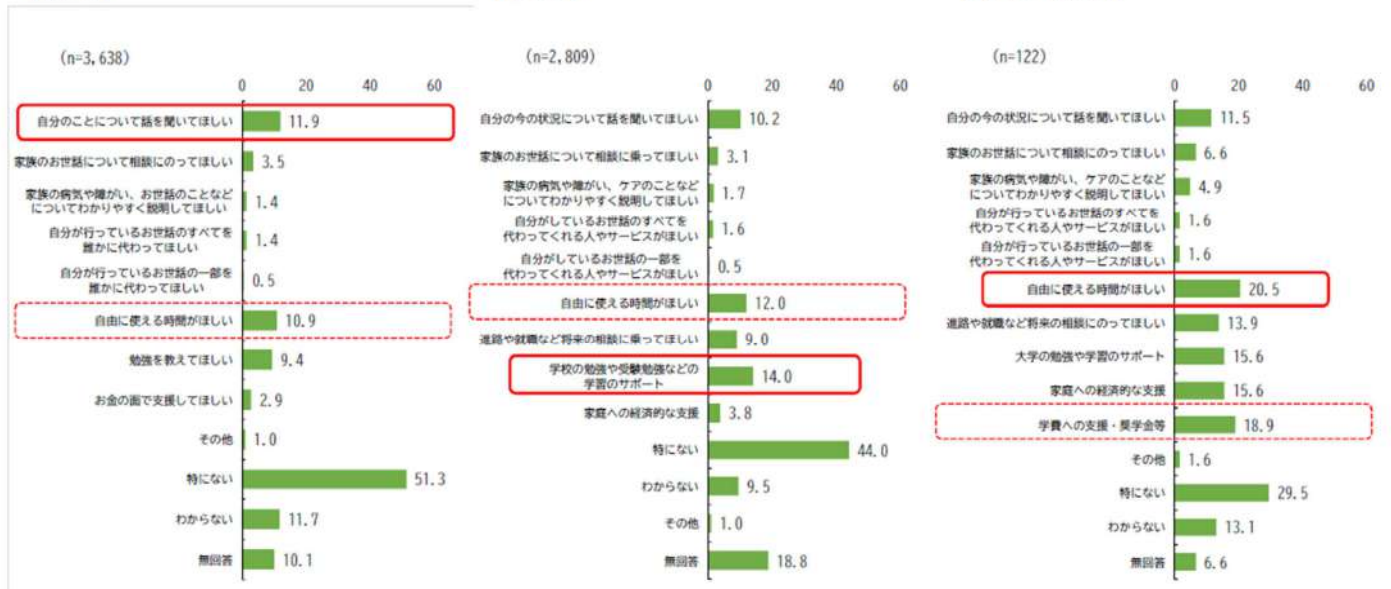 (n=3,638)
0 20 40 60
自分のことについて話を聞いてほしい 11.9
家族のお世話について相談にのってほしい 3.5
家族の病気や障がい、お世話のことなど
についてわかりやすく説明してほしい 1.4
自分が行っているお世話のすべてを
誰かに代わってほしい 1.4
自分が行っているお世話の一部を
誰かに代わってほしい 0.5
自由に使える時間がほしい 10.9
勉強を教えてほしい 9.4
お金の面で支援してほしい 2.9
その他 1.0
特にない 51.3
わからない 11.7
無回答 10.1
(n=2,809)
0 20 40 60
自分の今の状況について話を聞いてほしい 10.2
家族のお世話について相談に乗ってほしい 3.1
家族の病気や障がい、ケアのことなど
についてわかりやすく説明してほしい 1.7
自分がしているお世話のすべてを
代わってくれる人やサービスがほしい 1.6
自分がしているお世話の一部を
代わってくれる人やサービスがほしい 0.5
自由に使える時間がほしい 12.0
進路や就職など将来の相談に乗ってほしい 9.0
学校の勉強や受験勉強などの
学習のサポート 14.0
家庭への経済的な支援 3.8
特にない 44.0
わからない 9.5
その他 1.0
無回答 18.8
(n=122)
0 20 40 60
自分の今の状況について話を聞いてほしい 11.5
家族のお世話について相談にのってほしい 6.6
家族の病気や障がい、ケアのことなど
についてわかりやすく説明してほしい 4.9
自分が行っているお世話のすべてを
代わってくれる人やサービスがほしい 1.6
自分が行っているお世話の一部を
代わってくれる人やサービスがほしい 1.6
自由に使える時間がほしい 20.5
進路や就職など将来の相談にのってほしい 13.9
大学の勉強や学習のサポート 15.6
家庭への経済的な支援 15.6
学費への支援・奨学金等 18.9
その他 1.6
特にない 29.5
わからない 13.1
無回答 6.6